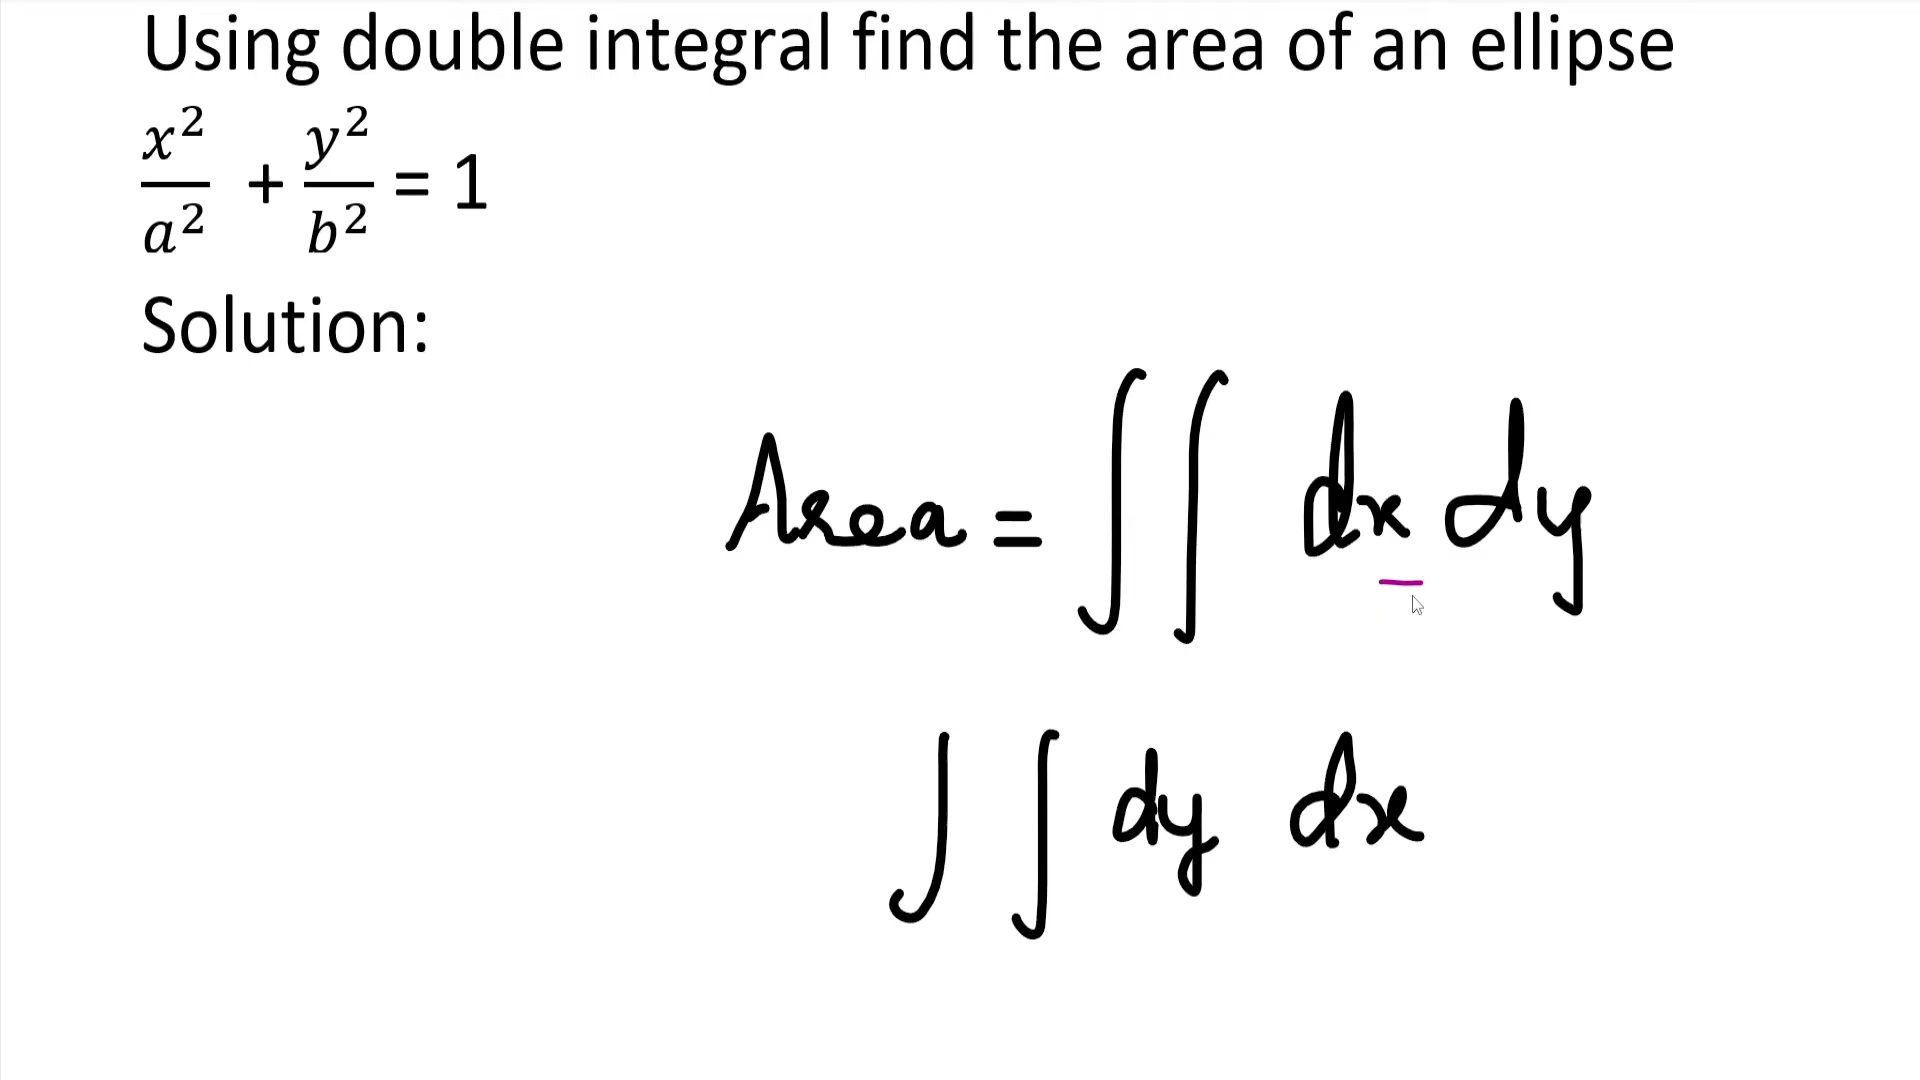 Using double integral find the area of an ellipse
x²/a² + y²/b² = 1
Solution:
Area = ∫∫ dx dy
∫∫ dy dx